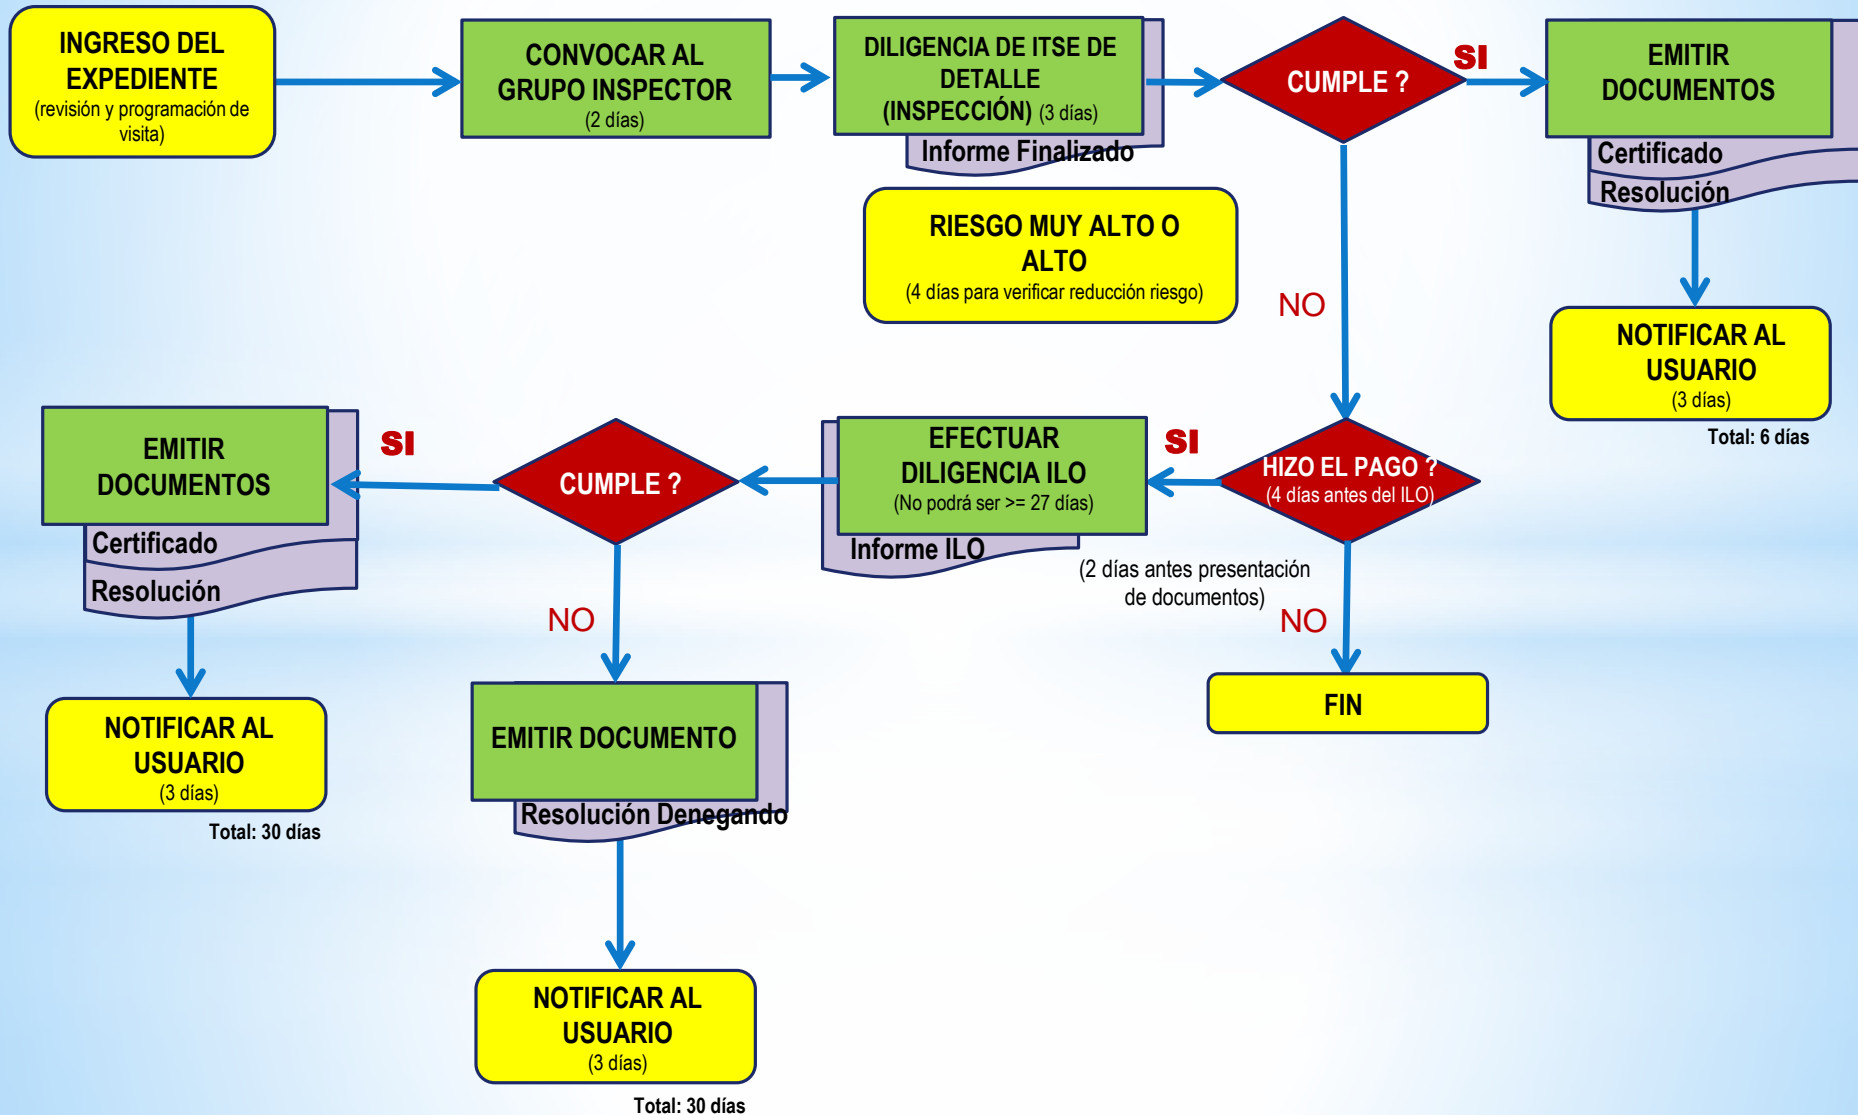 INGRESO DEL
EXPEDIENTE
(revisión y programación de
visita)
CONVOCAR AL
GRUPO INSPECTOR
(2 días)
DILIGENCIA DE ITSE DE
DETALLE
(INSPECCIÓN) (3 días)
Informe Finalizado
CUMPLE ?
SI
EMITIR
DOCUMENTOS
Certificado
Resolución
RIESGO MUY ALTO O
ALTO
(4 días para verificar reducción riesgo)
NO
NOTIFICAR AL
USUARIO
(3 días)
Total: 6 días
HIZO EL PAGO ?
(4 días antes del ILO)
SI
EFECTUAR
DILIGENCIA ILO
(No podrá ser >= 27 días)
Informe ILO
CUMPLE ?
SI
EMITIR
DOCUMENTOS
Certificado
Resolución
(2 días antes presentación
de documentos)
NO
FIN
NO
EMITIR DOCUMENTO
Resolución Denegando
NOTIFICAR AL
USUARIO
(3 días)
Total: 30 días
NOTIFICAR AL
USUARIO
(3 días)
Total: 30 días